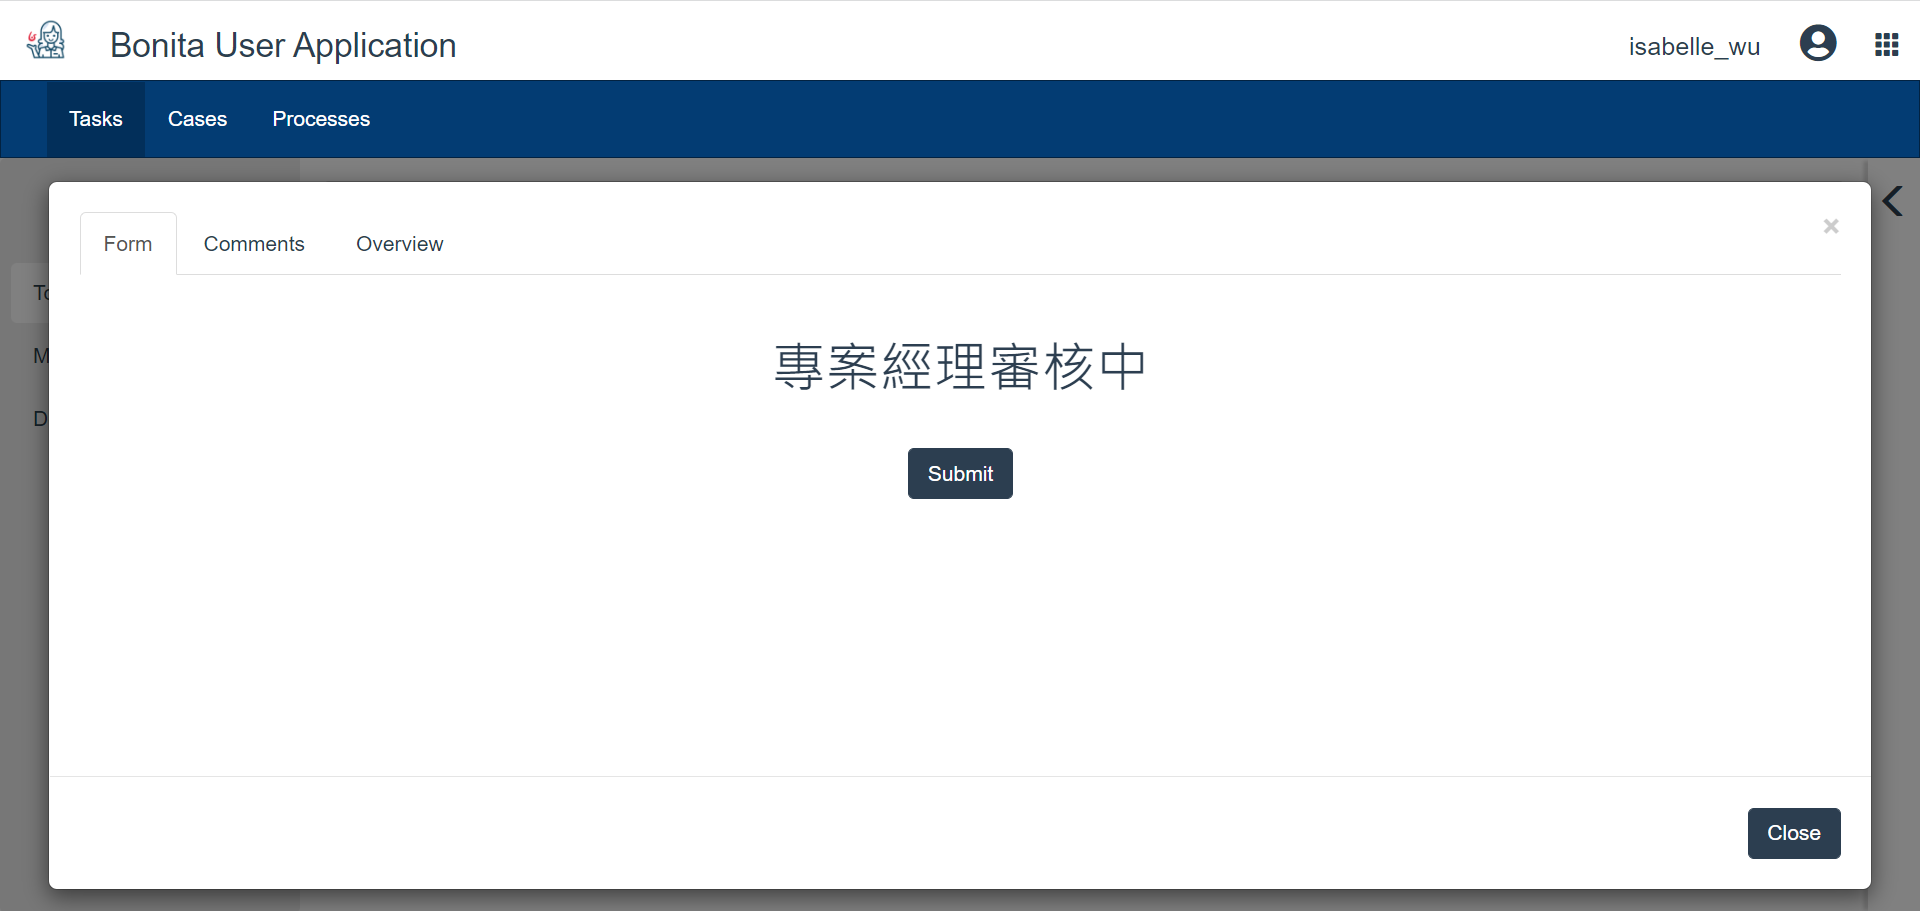 Bonita User Application
isabelle_wu
Tasks Cases Processes
Form Comments Overview
×
專案經理審核中
Submit
Close